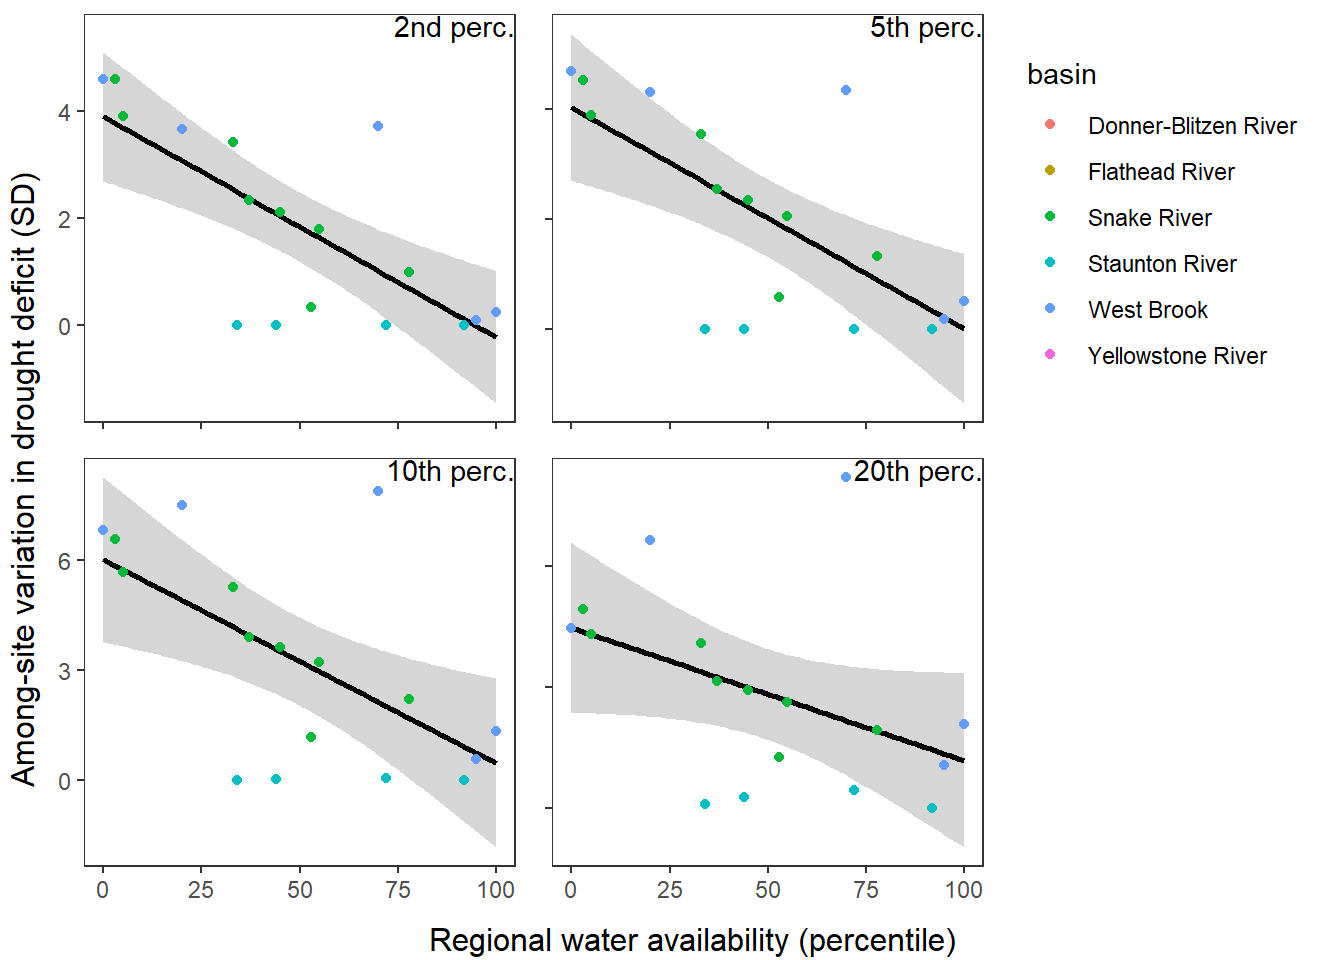 2nd perc.
5th perc.
4
2
0
10th perc.
20th perc.
6
3
0
0 25 50 75 100
0 25 50 75 100
Among-site variation in drought deficit (SD)
Regional water availability (percentile)
basin
Donner-Blitzen River
Flathead River
Snake River
Staunton River
West Brook
Yellowstone River